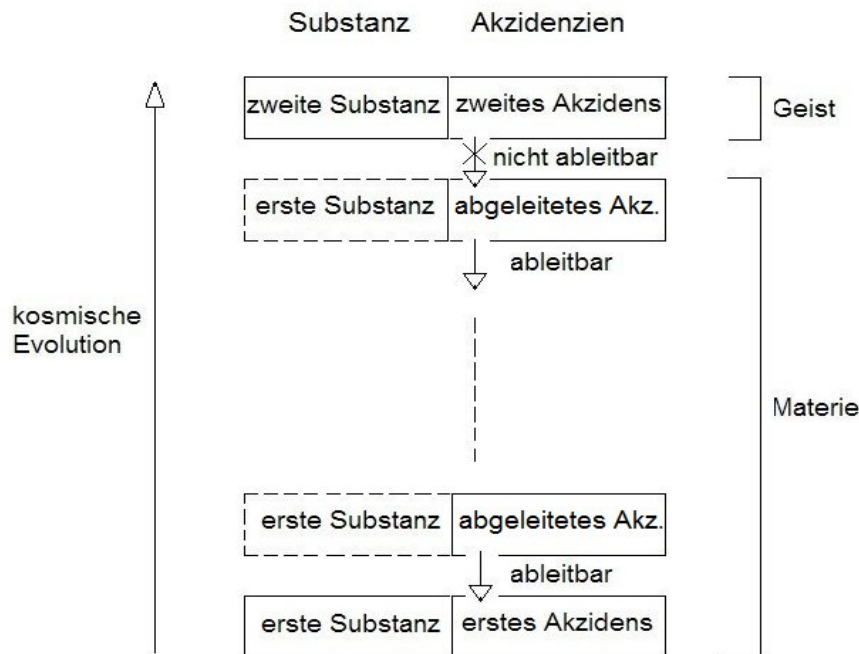 Substanz Akzidenzien
zweite Substanz zweites Akzidens
Geist
nicht ableitbar
erste Substanz abgeleitetes Akz.
ableitbar
kosmische
Evolution
Materie
erste Substanz abgeleitetes Akz.
ableitbar
erste Substanz erstes Akzidens